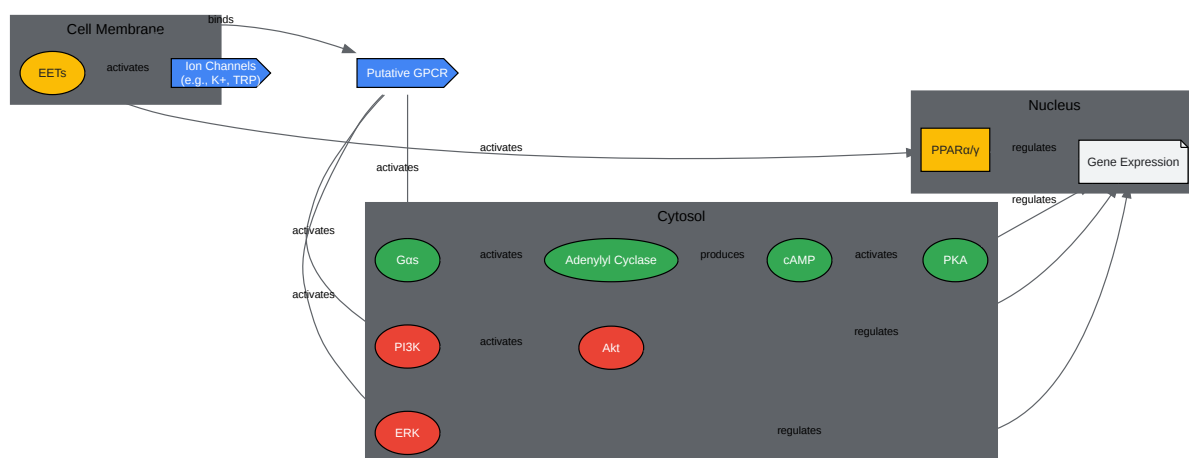 binds
Cell Membrane
EETs
activates
Ion Channels
(e.g., K+, TRP)
Putative GPCR
activates
activates
Nucleus
PPARα/γ
regulates
Gene Expression
regulates
Cytosol
activates
activates
Gαs
activates
Adenylyl Cyclase
produces
cAMP
activates
PKA
PI3K
activates
Akt
regulates
ERK
regulates